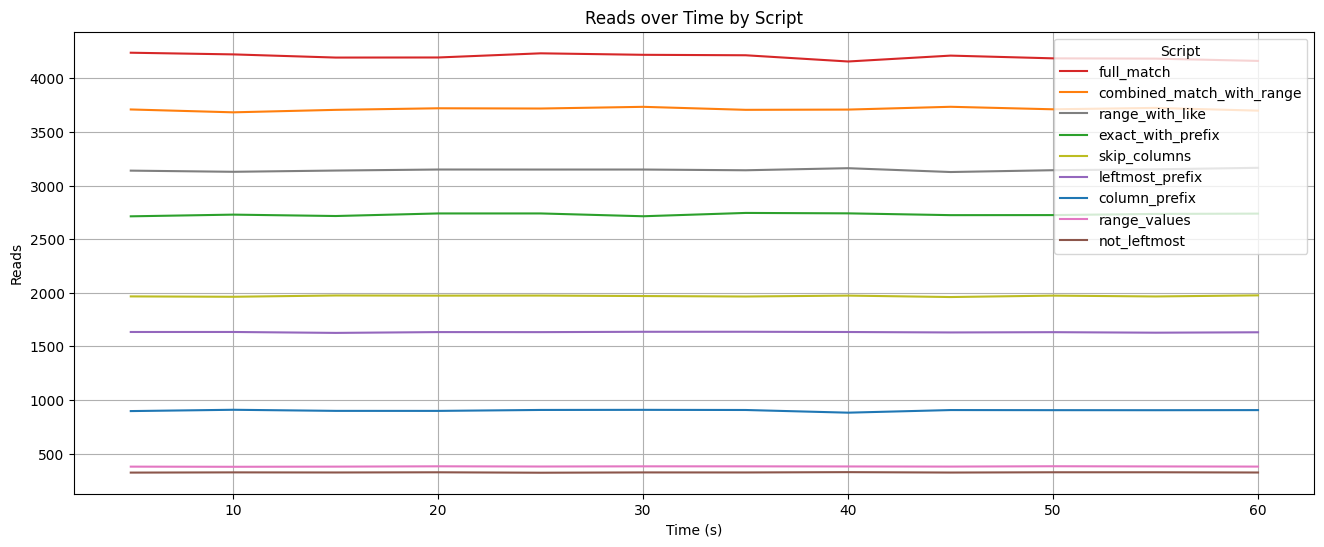 Reads over Time by Script
Script
full_match
combined_match_with_range
range_with_like
exact_with_prefix
skip_columns
leftmost_prefix
column_prefix
range_values
not_leftmost
Reads
4000
3500
3000
2500
2000
1500
1000
500
10 20 30 40 50 60
Time (s)